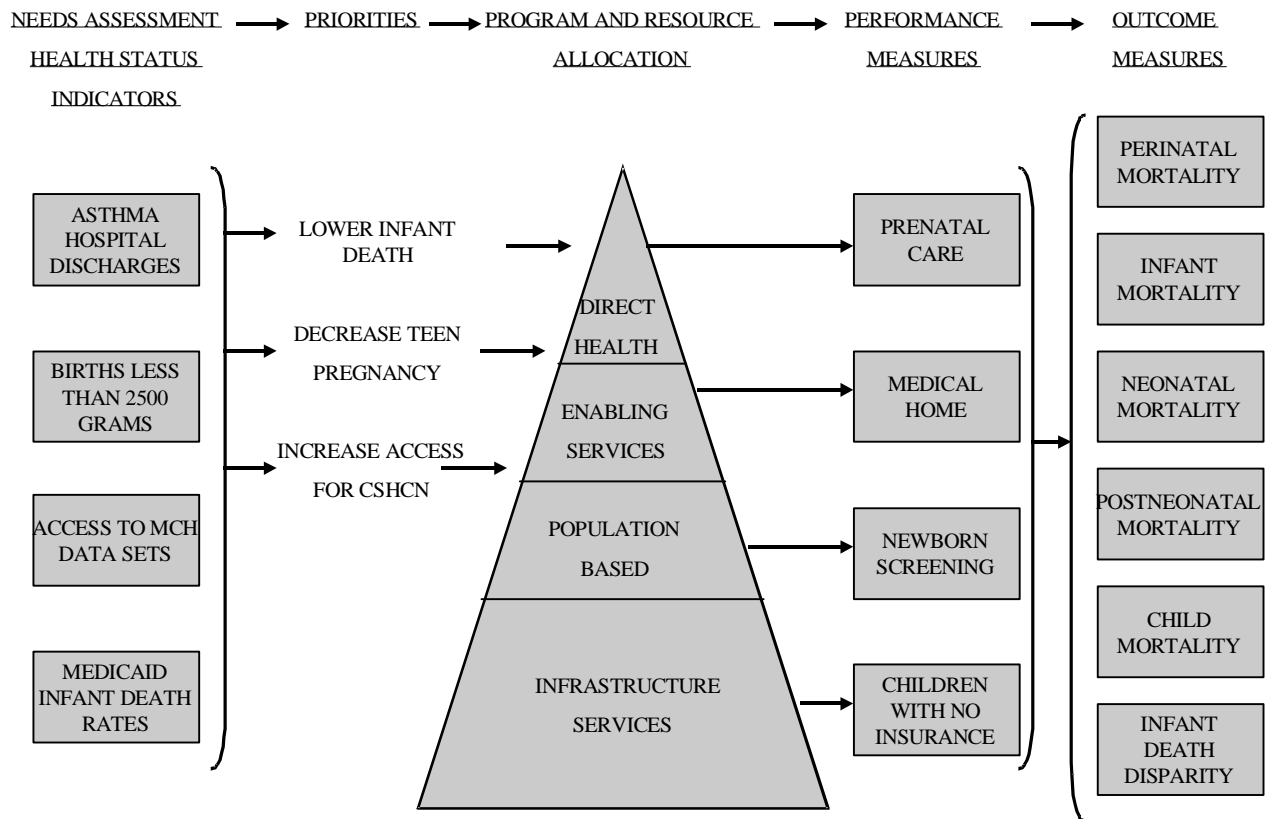 NEEDS ASSESSMENT
HEALTH STATUS
INDICATORS
PRIORITIES
PROGRAM AND RESOURCE
ALLOCATION
PERFORMANCE
MEASURES
OUTCOME
MEASURES
ASTHMA
HOSPITAL
DISCHARGES
BIRTHS LESS
THAN 2500
GRAMS
ACCESS TO MCH
DATA SETS
MEDICAID
INFANT DEATH
RATES
LOWER INFANT
DEATH
DECREASE TEEN
PREGNANCY
INCREASE ACCESS
FOR CSHCN
DIRECT
HEALTH
ENABLING
SERVICES
POPULATION
BASED
INFRASTRUCTURE
SERVICES
PRENATAL
CARE
MEDICAL
HOME
NEWBORN
SCREENING
CHILDREN
WITH NO
INSURANCE
PERINATAL
MORTALITY
INFANT
MORTALITY
NEONATAL
MORTALITY
POSTNEONATAL
MORTALITY
CHILD
MORTALITY
INFANT
DEATH
DISPARITY